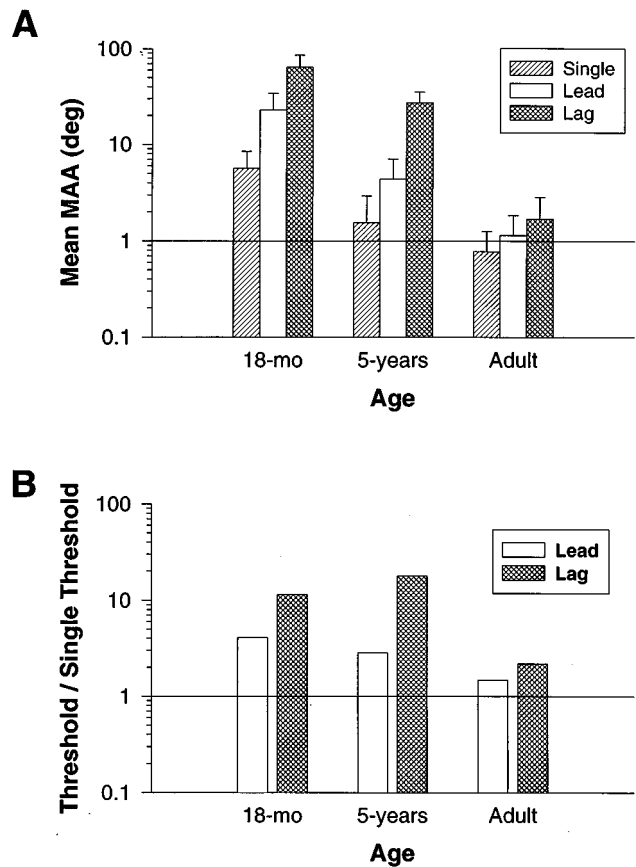 A
Mean MAA (deg)
100
10
1
0.1
Single
Lead
Lag
18-mo
5-years
Adult
Age
B
Threshold / Single Threshold
100
10
1
0.1
Lead
Lag
18-mo
5-years
Adult
Age